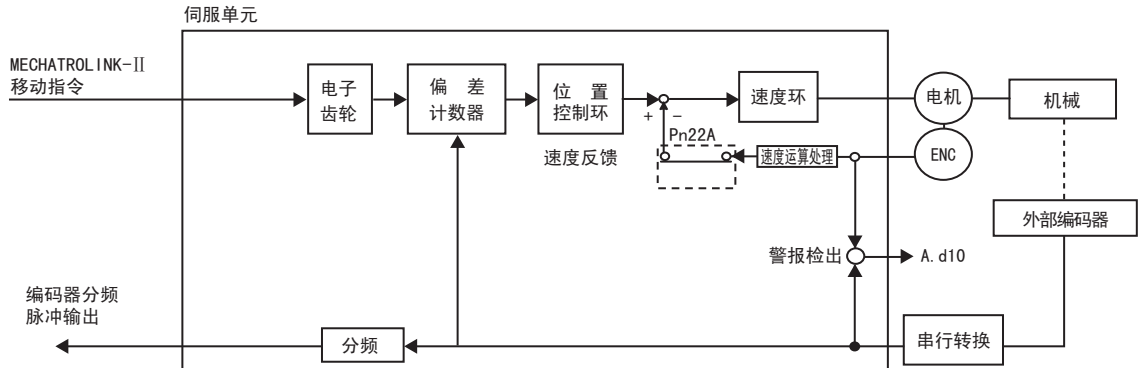 伺服单元
MECHATROLINK-Ⅱ
移动指令
电子
齿轮
偏 差
计数器
位 置
控制环
+ -
速度环
电机
机械
Pn22A
速度反馈
速度运算处理
ENC
外部编码器
警报检出
A.d10
编码器分频
脉冲输出
分频
串行转换